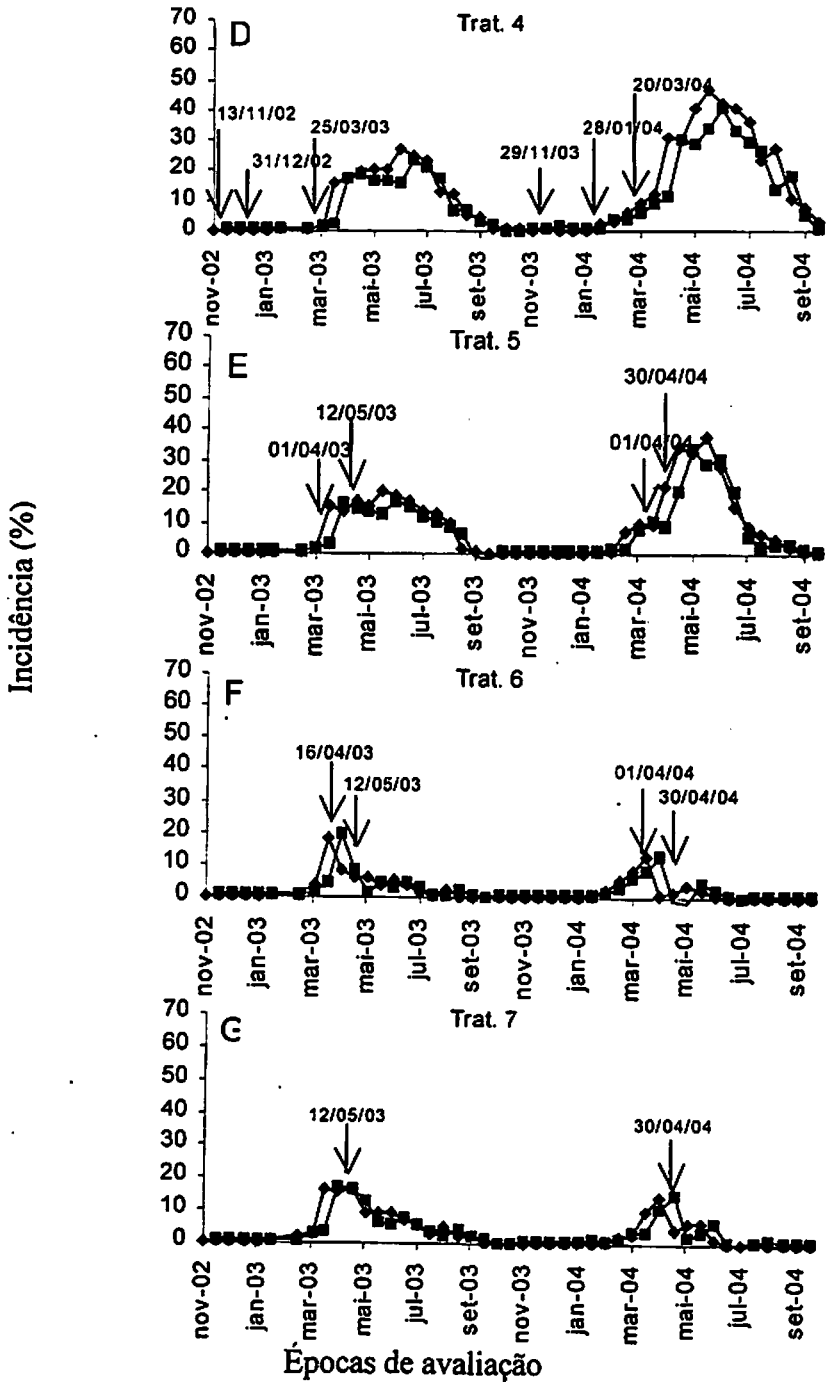 Incidência (%)
D
Trat. 4
70
60
50
40
30
20
10
0
13/11/02
31/12/02
25/03/03
29/11/03
28/01/04
20/03/04
nov-02
jan-03
mar-03
mai-03
jul-03
set-03
nov-03
jan-04
mar-04
mai-04
jul-04
set-04
E
Trat. 5
70
60
50
40
30
20
10
0
01/04/03
12/05/03
01/04/04
30/04/04
nov-02
jan-03
mar-03
mai-03
jul-03
set-03
nov-03
jan-04
mar-04
mai-04
jul-04
set-04
F
Trat. 6
70
60
50
40
30
20
10
0
16/04/03
12/05/03
01/04/04
30/04/04
nov-02
jan-03
mar-03
mai-03
jul-03
set-03
nov-03
jan-04
mar-04
mai-04
jul-04
set-04
G
Trat. 7
70
60
50
40
30
20
10
0
12/05/03
30/04/04
nov-02
jan-03
mar-03
mai-03
jul-03
set-03
nov-03
jan-04
mar-04
mai-04
jul-04
set-04
Épocas de avaliação